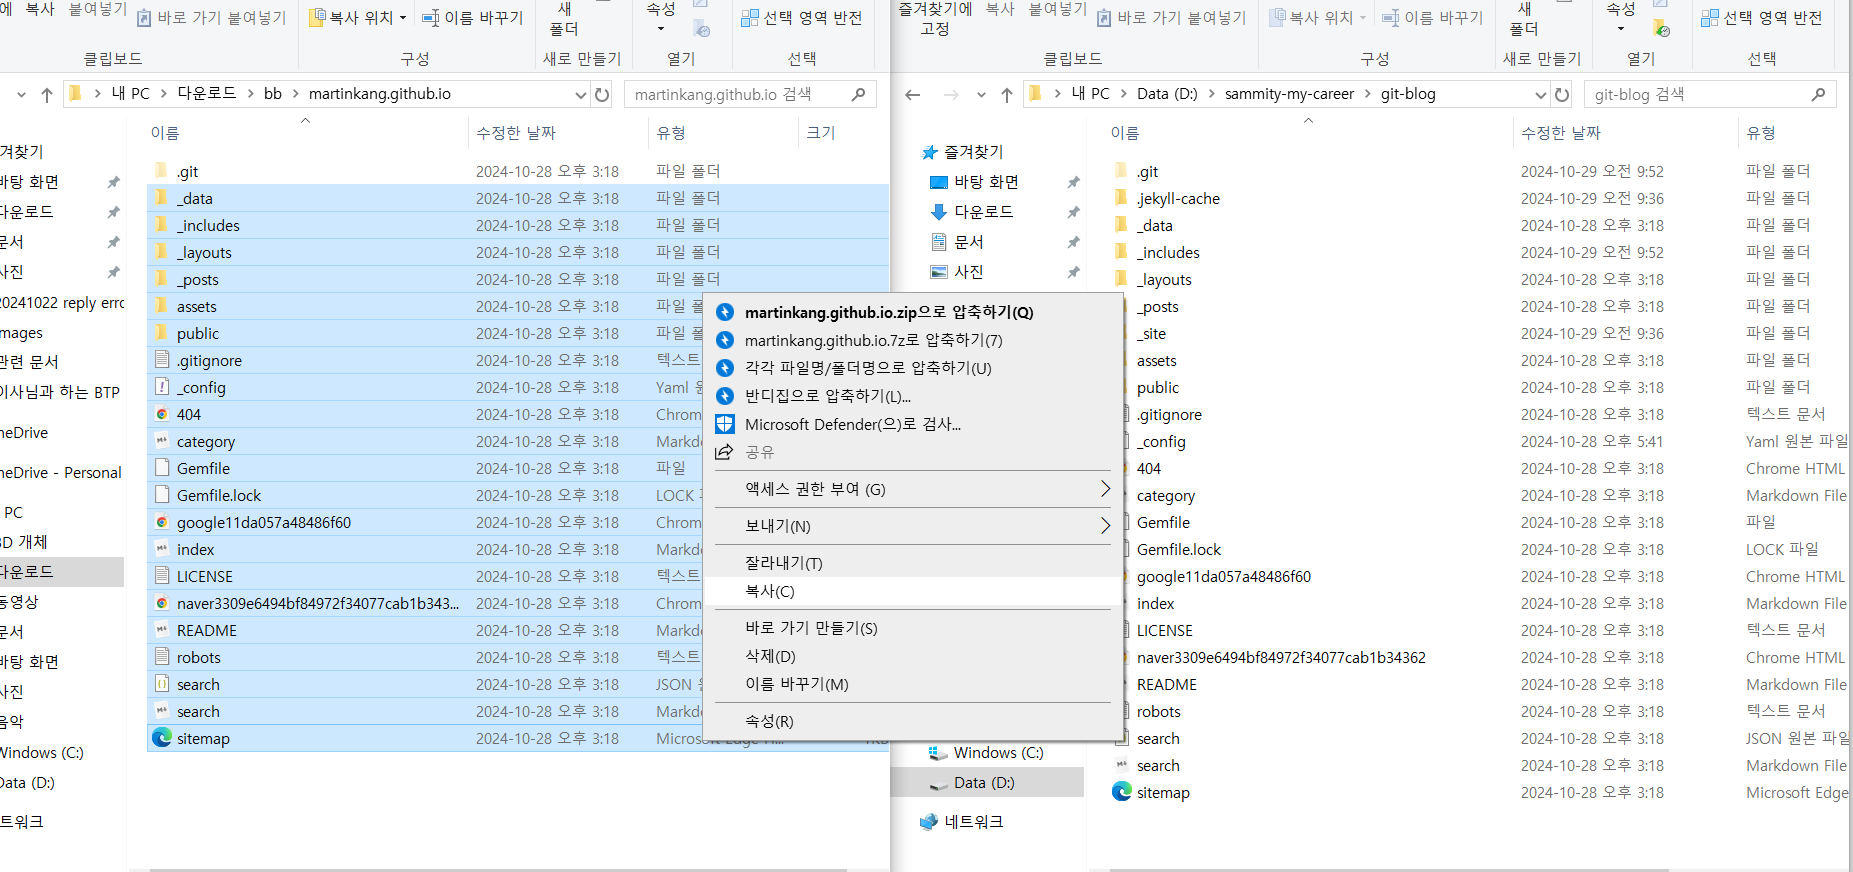 에
복사
붙여넣기
바로 가기 붙여넣기
복사 위치
이름 바꾸기
새
폴더
속성
선택 영역 반전
클립보드
구성
새로 만들기
열기
선택
내 PC
다운로드
bb
martinkang.github.io
martinkang.github.io 검색
이름
수정한 날짜
유형
크기
겨찾기
바탕 화면
다운로드
문서
사진
20241022 reply erro
mages
관련 문서
이사님과 하는 BTP
neDrive
neDrive - Personal
PC
3D 개체
다운로드
동영상
문서
바탕 화면
사진
음악
Windows (C:)
Data (D:)
트워크
.git 2024-10-28 오후 3:18 파일 폴더
_data 2024-10-28 오후 3:18 파일 폴더
_includes 2024-10-28 오후 3:18 파일 폴더
_layouts 2024-10-28 오후 3:18 파일 폴더
_posts 2024-10-28 오후 3:18 파일 폴더
assets 2024-10-28 오후 3:18 파일 폴
public 2024-10-28 오후 3:18 파일 폴
.gitignore 2024-10-28 오후 3:18 텍스트
_config 2024-10-28 오후 3:18 Yaml 원
404 2024-10-28 오후 3:18 Chrom
category 2024-10-28 오후 3:18 Markd
Gemfile 2024-10-28 오후 3:18 파일
Gemfile.lock 2024-10-28 오후 3:18 LOCK
google11da057a48486f60 2024-10-28 오후 3:18 Chrom
index 2024-10-28 오후 3:18 Markd
LICENSE 2024-10-28 오후 3:18 텍스트
naver3309e6494bf84972f34077cab1b343... 2024-10-28 오후 3:18 Chrom
README 2024-10-28 오후 3:18 Markd
robots 2024-10-28 오후 3:18 텍스트
search 2024-10-28 오후 3:18 JSON
search 2024-10-28 오후 3:18 Markd
sitemap 2024-10-28 오후 3:18
martinkang.github.io.zip으로 압축하기(Q)
martinkang.github.io.7z로 압축하기(7)
각각 파일명/폴더명으로 압축하기(U)
반디집으로 압축하기(L)...
Microsoft Defender(으)로 검사...
공유
액세스 권한 부여 (G)
보내기(N)
잘라내기(T)
복사(C)
바로 가기 만들기(S)
삭제(D)
이름 바꾸기(M)
속성(R)
즐겨찾기에
고정
복사
붙여넣기
바로 가기 붙여넣기
복사 위치
이름 바꾸기
새
폴더
속성
선택 영역 반전
클립보드
구성
새로 만들기
열기
선택
내 PC
Data (D:)
sammity-my-career
git-blog
git-blog 검색
이름
수정한 날짜
유형
즐겨찾기
바탕 화면
다운로드
문서
사진
Windows (C:)
Data (D:)
네트워크
.git 2024-10-29 오전 9:52 파일 폴더
.jekyll-cache 2024-10-29 오전 9:36 파일 폴더
_data 2024-10-28 오후 3:18 파일 폴더
_includes 2024-10-29 오전 9:52 파일 폴더
_layouts 2024-10-28 오후 3:18 파일 폴더
_posts 2024-10-28 오후 3:18 파일 폴더
_site 2024-10-29 오전 9:36 파일 폴더
assets 2024-10-28 오후 3:18 파일 폴더
public 2024-10-28 오후 3:18 파일 폴더
.gitignore 2024-10-28 오후 3:18 텍스트 문서
_config 2024-10-28 오후 5:41 Yaml 원본 파일
404 2024-10-28 오후 3:18 Chrome HTML
category 2024-10-28 오후 3:18 Markdown File
Gemfile 2024-10-28 오후 3:18 파일
Gemfile.lock 2024-10-28 오후 3:18 LOCK 파일
google11da057a48486f60 2024-10-28 오후 3:18 Chrome HTML
index 2024-10-28 오후 3:18 Markdown File
LICENSE 2024-10-28 오후 3:18 텍스트 문서
naver3309e6494bf84972f34077cab1b34362 2024-10-28 오후 3:18 Chrome HTML
README 2024-10-28 오후 3:18 Markdown File
robots 2024-10-28 오후 3:18 텍스트 문서
search 2024-10-28 오후 3:18 JSON 원본 파일
search 2024-10-28 오후 3:18 Markdown File
sitemap 2024-10-28 오후 3:18 Microsoft Edge